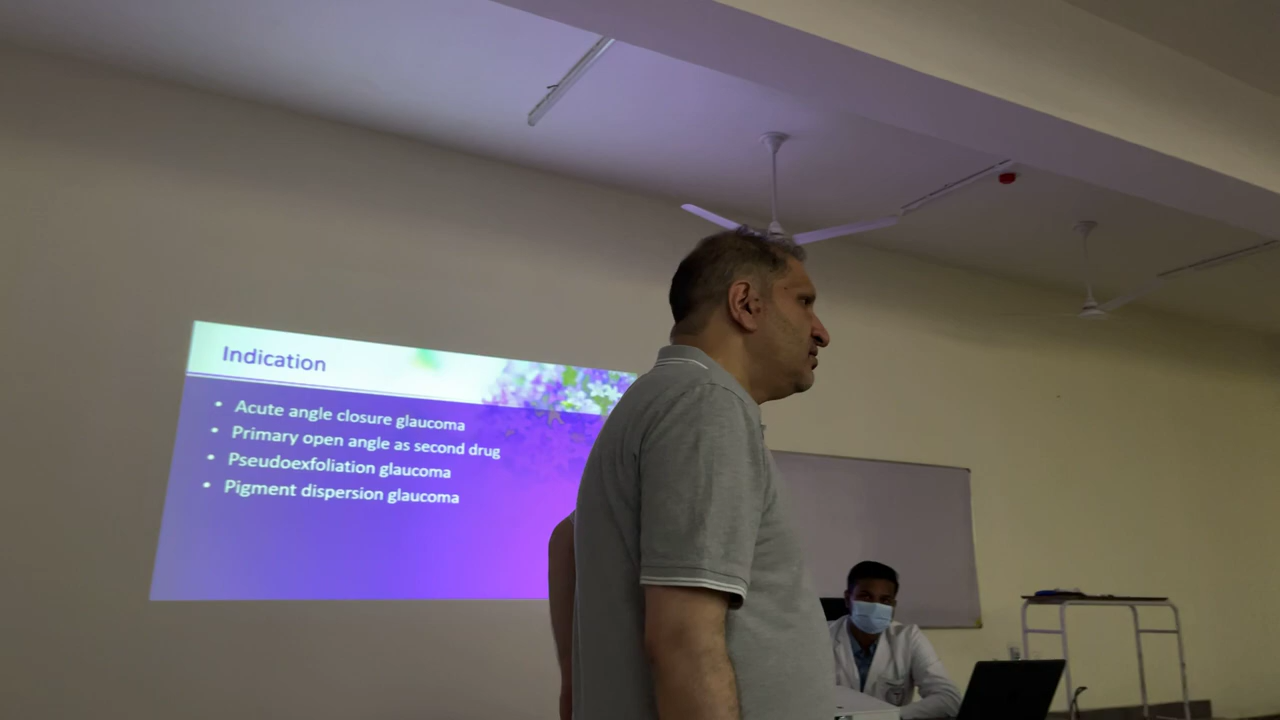 Indication
• Acute angle closure glaucoma
• Primary open angle as second drug
• Pseudoexfoliation glaucoma
• Pigment dispersion glaucoma